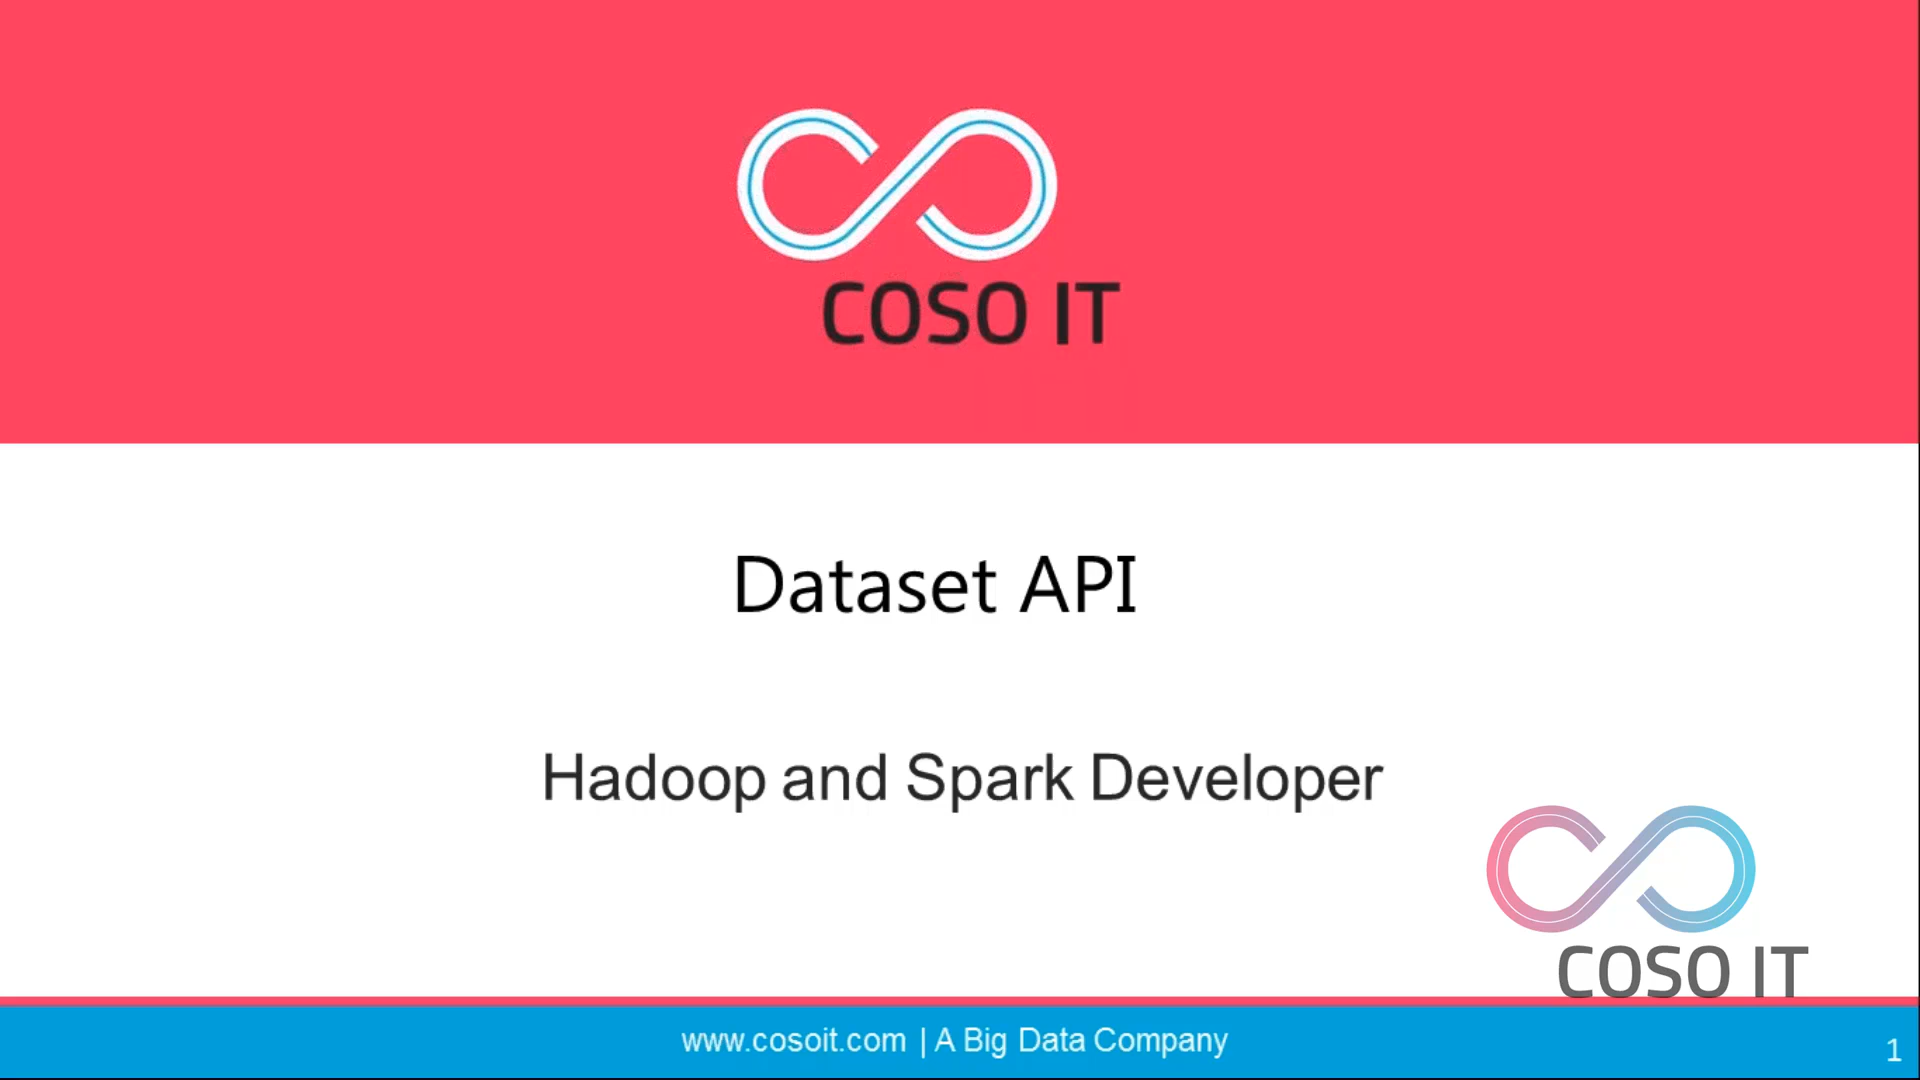 COSO IT
Dataset API
Hadoop and Spark Developer
COSO IT
www.cosoit.com | A Big Data Company
1